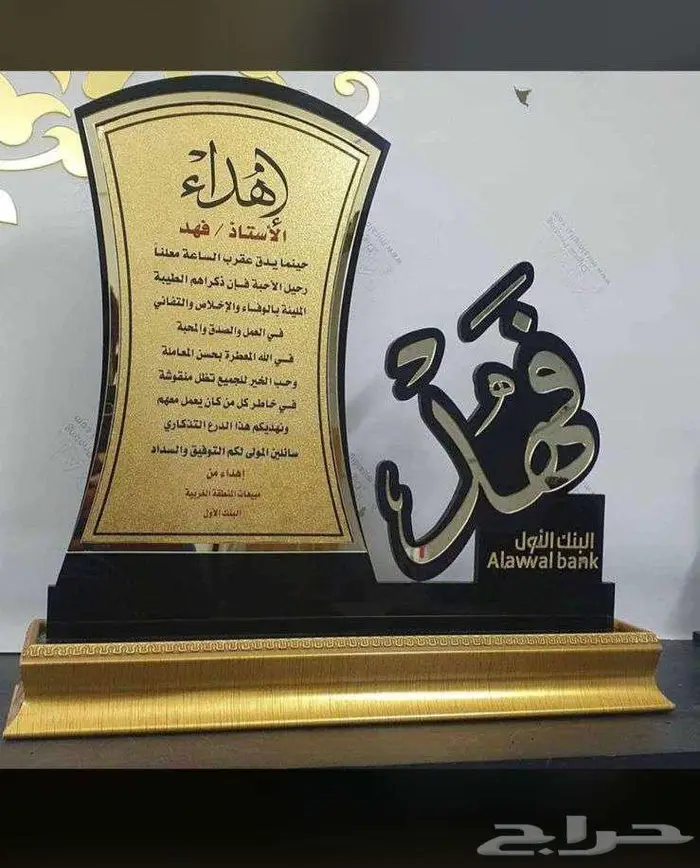 إهداء
الأستاذ / فهد
حينما يدق عقرب الساعة معلنا
رحيل الأحبة فإن ذكراهم الطيبة
المليئة بالوفاء والإخلاص والتفاني
في العمل والصدق والمحبة
في الله المعطرة بحسن المعاملة
وحب الخير للجميع تظل منقوشة
في خاطر كل من كان يعمل معهم
ونهديكم هذا الدرع التذكاري
سائلين المولى لكم التوفيق والسداد
إهداء من
مبيعات المنطقة الغربية
البنك الأول
فهد
البنك الأول
Alawwal bank
حراج